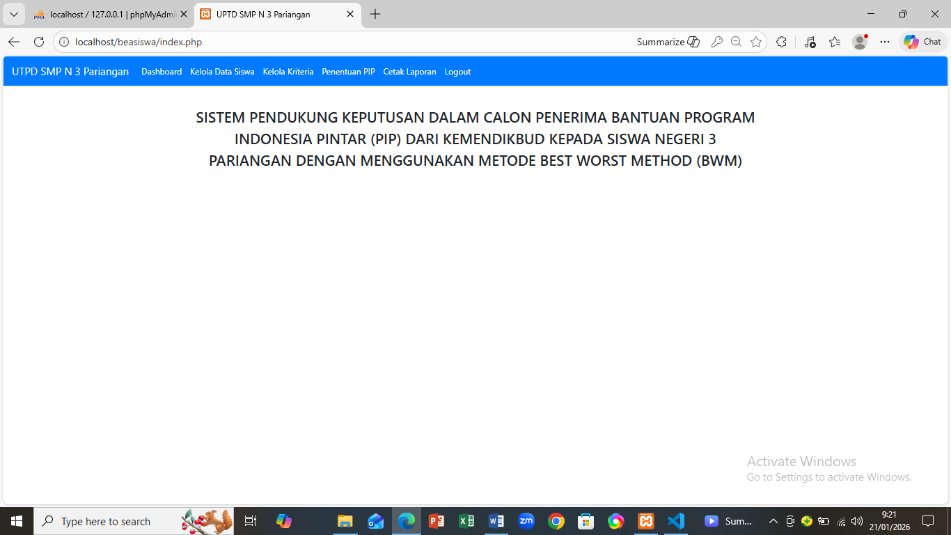 localhost / 127.0.0.1 | phpMyAdmi
UPTD SMP N 3 Pariangan
localhost/beasiswa/index.php
Summarize
Chat
UTPD SMP N 3 Pariangan
Dashboard Kelola Data Siswa Kelola Kriteria Penentuan PIP Cetak Laporan Logout
SISTEM PENDUKUNG KEPUTUSAN DALAM CALON PENERIMA BANTUAN PROGRAM
INDONESIA PINTAR (PIP) DARI KEMENDIKBUD KEPADA SISWA NEGERI 3
PARIANGAN DENGAN MENGGUNAKAN METODE BEST WORST METHOD (BWM)
Activate Windows
Go to Settings to activate Windows.
Type here to search
Sum...
9:21
21/01/2026